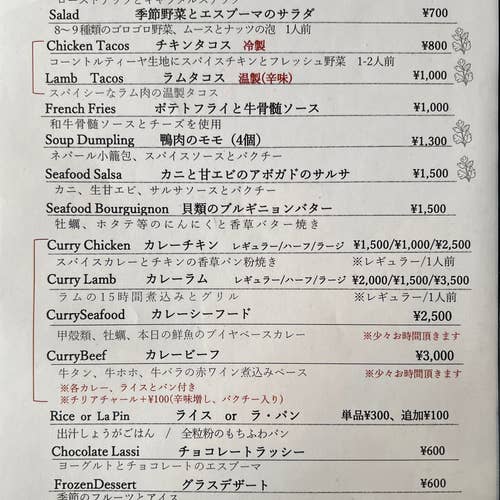 Salad 季節野菜とエスプーマのサラダ ¥700
8〜9種類のゴロゴロ野菜、ムースとナッツの泡 1人前
Chicken Tacos チキンタコス 冷製 ¥800
コーントルティーヤ生地にスパイスチキンとフレッシュ野菜 1-2人前
Lamb Tacos ラムタコス 温製(辛味) ¥1,000
スパイシーなラム肉の温製タコス
French Fries ポテトフライと牛骨髄ソース ¥1,000
和牛骨髄ソースとチーズを使用
Soup Dumpling 鴨肉のモモ（4個） ¥1,300
ネパール小籠包、スパイスソースとパクチー
Seafood Salsa カニと甘エビのアボガドのサルサ ¥1,500
カニ、生甘エビ、サルサソースとパクチー
Seafood Bourguignon 貝類のブルギニョンバター ¥1,500
牡蠣、ホタテ等のにんにくと香草バター焼き
Curry Chicken カレーチキン レギュラー/ハーフ/ラージ ¥1,500/¥1,000/¥2,500
スパイスカレーとチキンの香草パン粉焼き ※レギュラー/1人前
Curry Lamb カレーラム レギュラー/ハーフ/ラージ ¥2,000/¥1,500/¥3,500
ラムの15時間煮込みとグリル ※レギュラー/1人前
CurrySeafood カレーシーフード ¥2,500
甲殻類、牡蠣、本日の鮮魚のブイヤベースカレー ※少々お時間頂きます
CurryBeef カレービーフ ¥3,000
牛タン、牛ホホ、牛バラの赤ワイン煮込みベース ※少々お時間頂きます
※各カレー、ライスとパン付き
※チリアチャール＋¥100(辛味増し、パクチー入り)
Rice or La Pin ライス or ラ・パン 単品¥300、追加¥100
出汁しょうがごはん / 全粒粉のもちふわパン
Chocolate Lassi チョコレートラッシー ¥600
ヨーグルトとチョコレートのエスプーマ
FrozenDessert グラスデザート ¥600
季節のフルーツとアイス